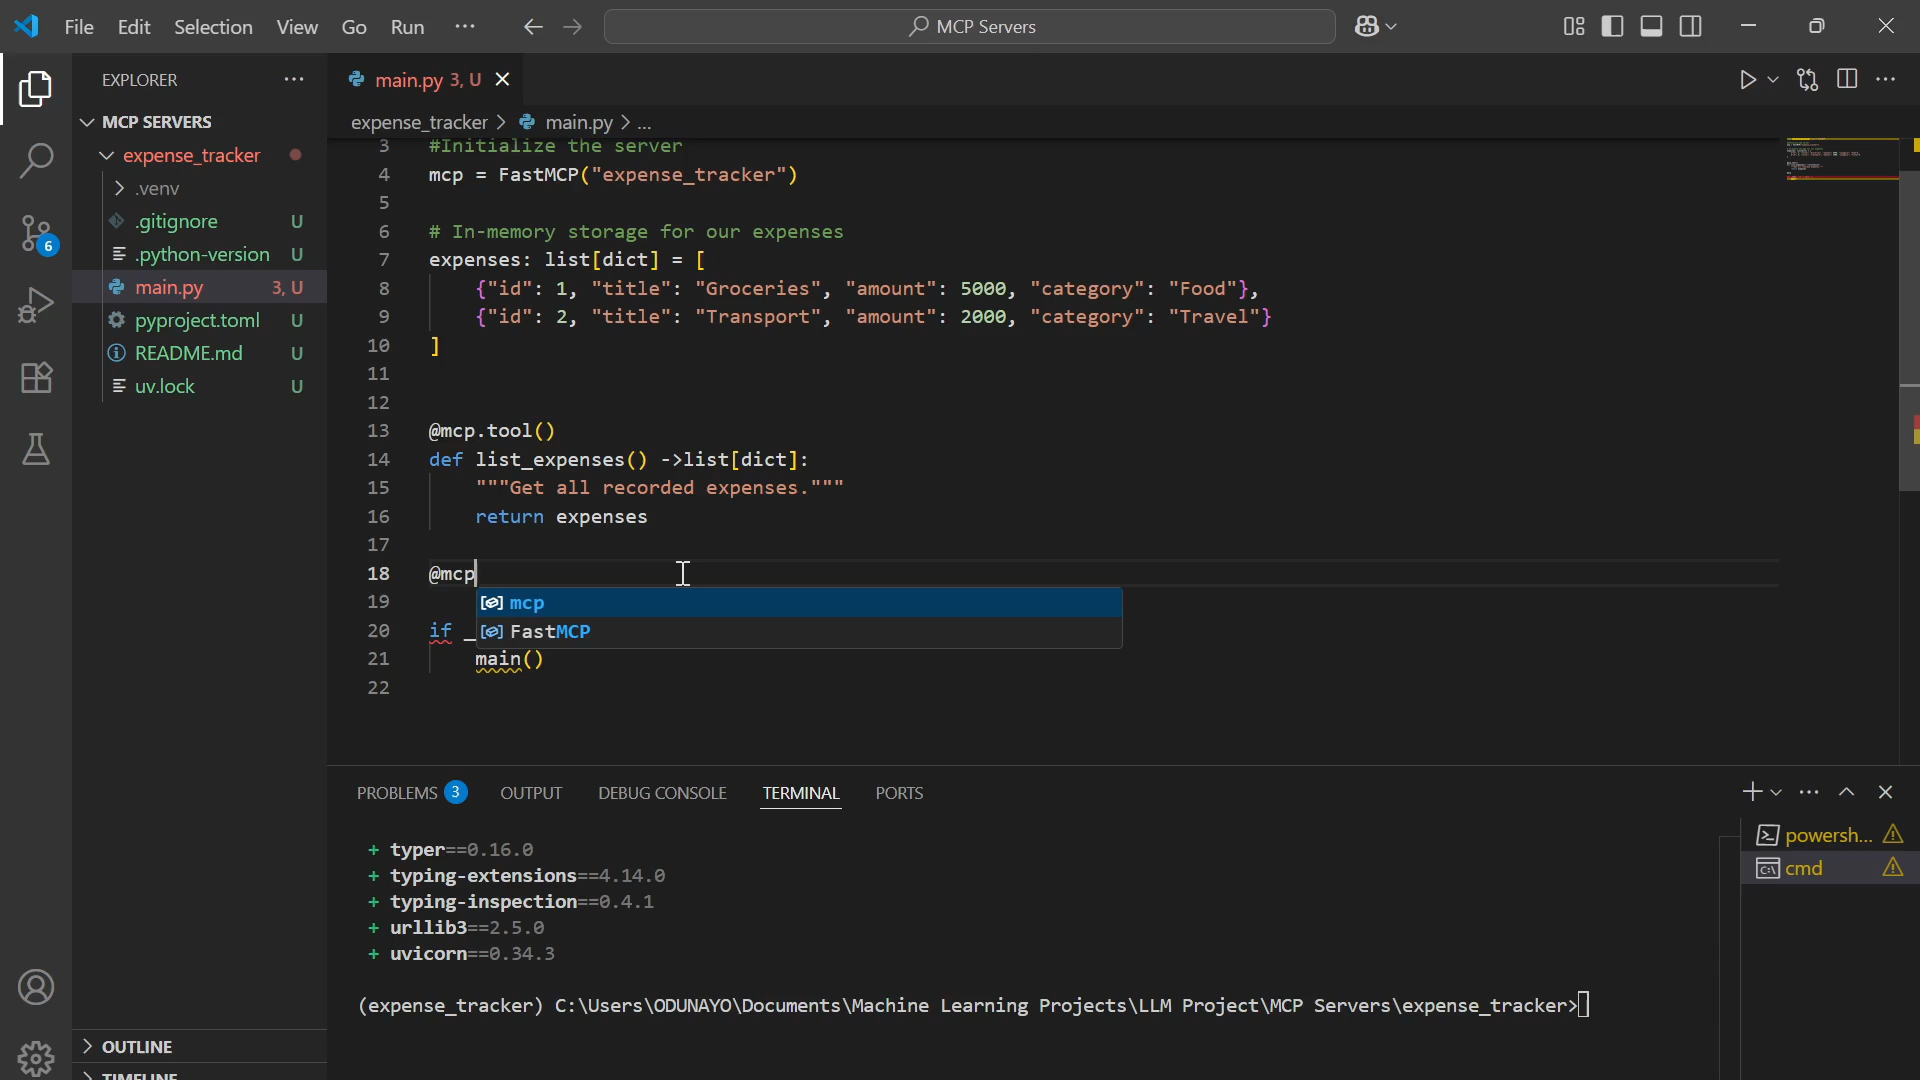 File Edit Selection View Go Run ... MCP Servers
EXPLORER ...
MCP SERVERS
expense_tracker
.venv
.gitignore U
.python-version U
main.py 3, U
pyproject.toml U
README.md U
uv.lock U
6
OUTLINE
TIMELINE
main.py 3, U
expense_tracker > main.py > ...
3 #Initialize the server
4 mcp = FastMCP("expense_tracker")
5
6 # In-memory storage for our expenses
7 expenses: list[dict] = [
8 {"id": 1, "title": "Groceries", "amount": 5000, "category": "Food"},
9 {"id": 2, "title": "Transport", "amount": 2000, "category": "Travel"}
10 ]
11
12
13 @mcp.tool()
14 def list_expenses() ->list[dict]:
15 """Get all recorded expenses."""
16 return expenses
17
18 @mcp
19 mcp
20 if _ FastMCP
21 main()
22
PROBLEMS 3 OUTPUT DEBUG CONSOLE TERMINAL PORTS
+ typer==0.16.0
+ typing-extensions==4.14.0
+ typing-inspection==0.4.1
+ urllib3==2.5.0
+ uvicorn==0.34.3
(expense_tracker) C:\Users\ODUNAYO\Documents\Machine Learning Projects\LLM Project\MCP Servers\expense_tracker>
powersh...
cmd